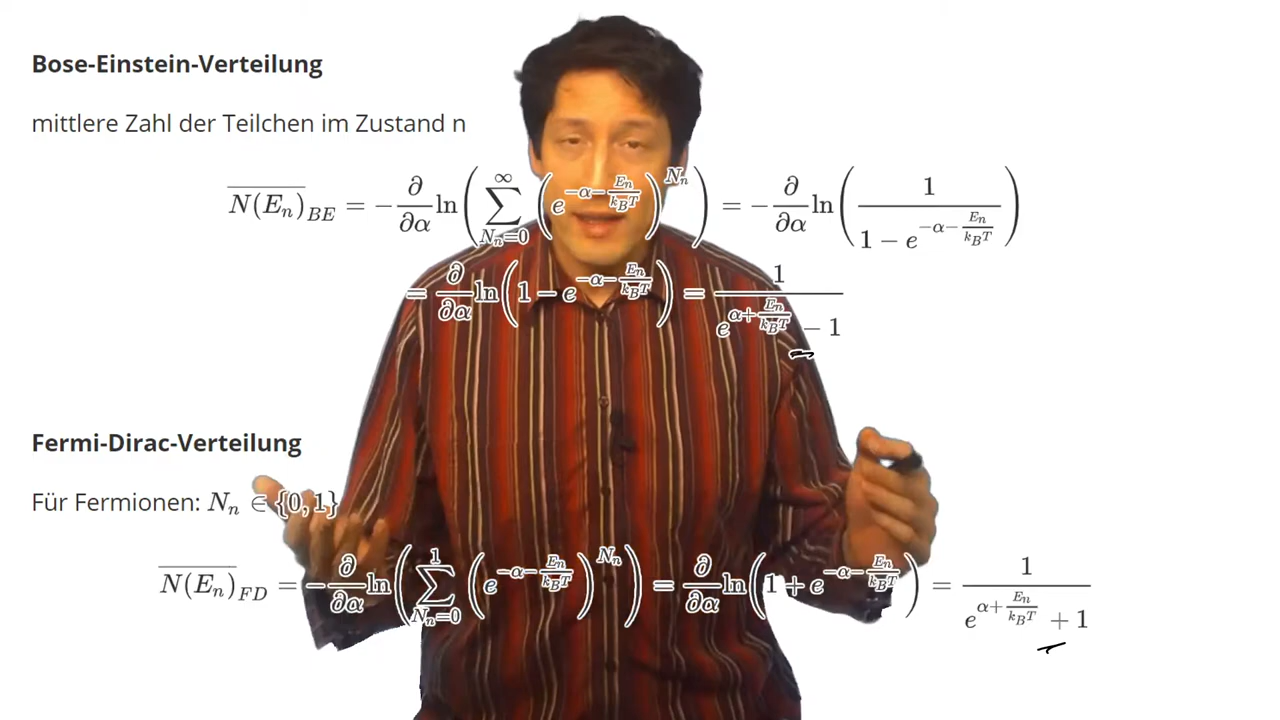 Bose-Einstein-Verteilung
mittlere Zahl der Teilchen im Zustand n
$\overline{N(E_n)}_{BE} = -\frac{\partial}{\partial\alpha}\ln\left(\sum_{N_n=0}^{\infty}\left(e^{-\alpha-\frac{E_n}{k_BT}}\right)^{N_n}\right) = -\frac{\partial}{\partial\alpha}\ln\left(\frac{1}{1-e^{-\alpha-\frac{E_n}{k_BT}}}\right)$
$= \frac{\partial}{\partial\alpha}\ln\left(1-e^{-\alpha-\frac{E_n}{k_BT}}\right) = \frac{1}{e^{\alpha+\frac{E_n}{k_BT}}-1}$
Fermi-Dirac-Verteilung
Für Fermionen: $N_n \in \{0,1\}$
$\overline{N(E_n)}_{FD} = -\frac{\partial}{\partial\alpha}\ln\left(\sum_{N_n=0}^{1}\left(e^{-\alpha-\frac{E_n}{k_BT}}\right)^{N_n}\right) = \frac{\partial}{\partial\alpha}\ln\left(1+e^{-\alpha-\frac{E_n}{k_BT}}\right) = \frac{1}{e^{\alpha+\frac{E_n}{k_BT}}+1}$